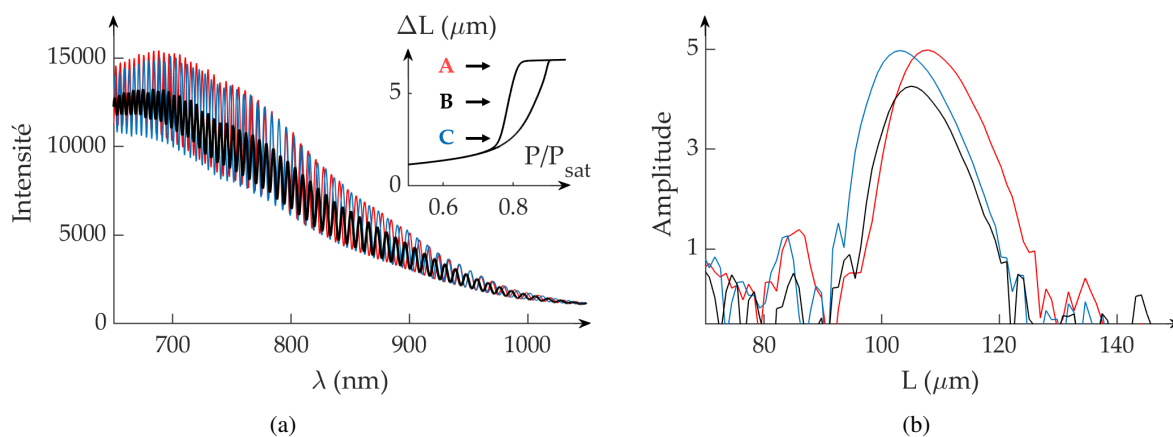 15000
10000
5000
0
Intensité
700
800
900
1000
λ (nm)
ΔL (μm)
A
B
C
5
0
0.6
0.8
P/Psat
(a)
5
3
1
Amplitude
80
100
120
140
L (μm)
(b)